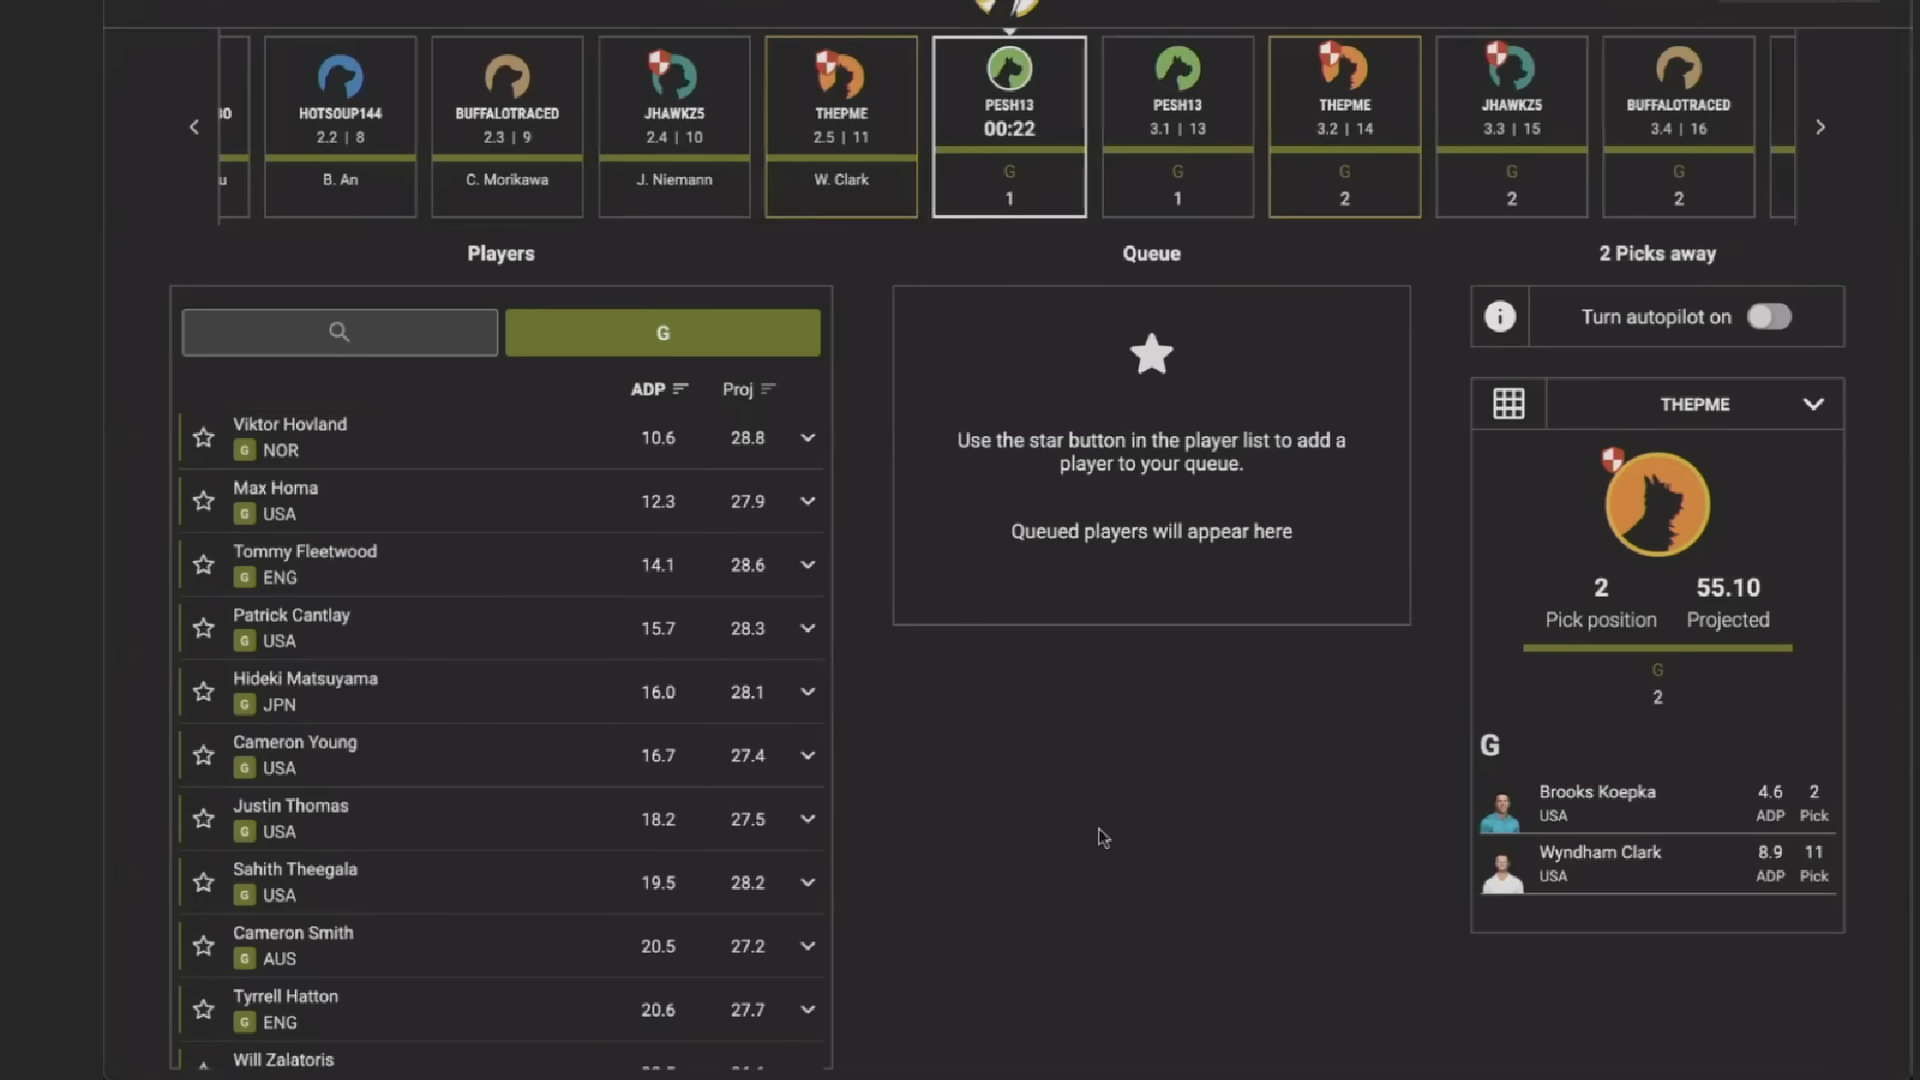 HOTSOUP144
2.2 | 8
B. An
BUFFALOTRACED
2.3 | 9
C. Morikawa
JHAWKZ5
2.4 | 10
J. Niemann
THEPME
2.5 | 11
W. Clark
PESH13
00:22
G
1
PESH13
3.1 | 13
G
1
THEPME
3.2 | 14
G
2
JHAWKZ5
3.3 | 15
G
2
BUFFALOTRACED
3.4 | 16
G
2
Players
G
ADP Proj
Viktor Hovland
G NOR
10.6 28.8
Max Homa
G USA
12.3 27.9
Tommy Fleetwood
G ENG
14.1 28.6
Patrick Cantlay
G USA
15.7 28.3
Hideki Matsuyama
G JPN
16.0 28.1
Cameron Young
G USA
16.7 27.4
Justin Thomas
G USA
18.2 27.5
Sahith Theegala
G USA
19.5 28.2
Cameron Smith
G AUS
20.5 27.2
Tyrrell Hatton
G ENG
20.6 27.7
Will Zalatoris
Queue
Use the star button in the player list to add a
player to your queue.
Queued players will appear here
2 Picks away
Turn autopilot on
THEPME
2 55.10
Pick position Projected
G
2
G
Brooks Koepka 4.6 2
USA ADP Pick
Wyndham Clark 8.9 11
USA ADP Pick